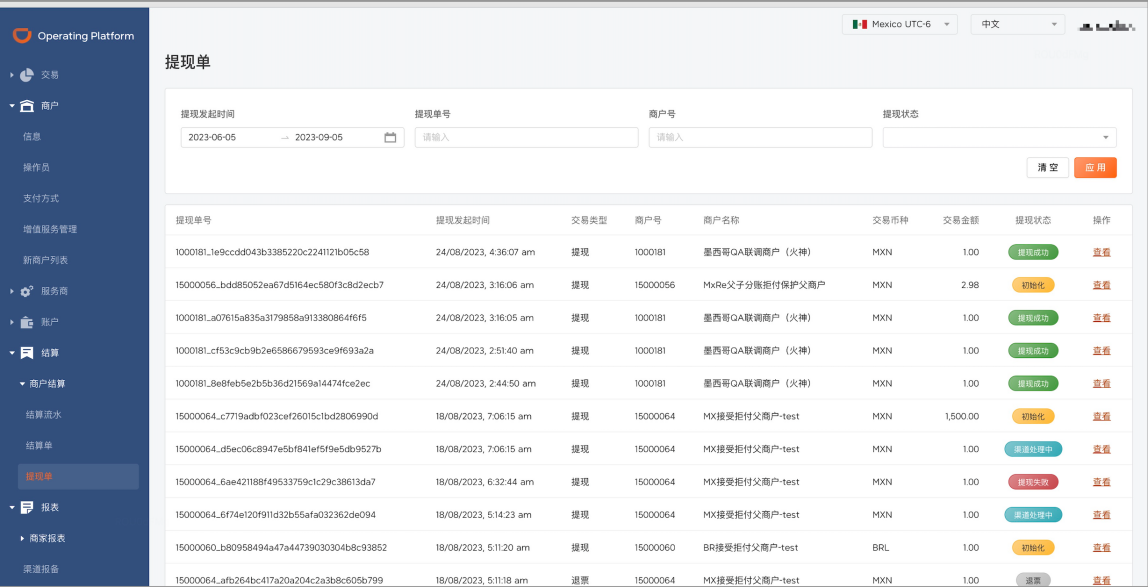 Operating Platform
交易
商户
信息
操作员
支付方式
增值服务管理
新商户列表
服务商
账户
结算
商户结算
结算流水
结算单
提现单
报表
商家报表
渠道报备
Mexico UTC-6
中文
提现单
提现发起时间 提现单号 商户号 提现状态
2023-06-05 → 2023-09-05 请输入 请输入
清空 应用
提现单号 提现发起时间 交易类型 商户号 商户名称 交易币种 交易金额 提现状态 操作
1000181_1e9ccdd043b3385220c2241121b05c58 24/08/2023, 4:36:07 am 提现 1000181 墨西哥QA联调商户（火神） MXN 1.00 提现成功 查看
15000056_bdd85052ea67d5164ec580f3c8d2ecb7 24/08/2023, 3:16:06 am 提现 15000056 MxRe父子分账拒付保护父商户 MXN 2.98 初始化 查看
1000181_a07615a835a3179858a913380864f6f5 24/08/2023, 3:16:05 am 提现 1000181 墨西哥QA联调商户（火神） MXN 1.00 提现成功 查看
1000181_cf53c9cb9b2e6586679593ce9f693a2a 24/08/2023, 2:51:40 am 提现 1000181 墨西哥QA联调商户（火神） MXN 1.00 提现成功 查看
1000181_8e8feb5e2b5b36d21569a14474fce2ec 24/08/2023, 2:44:50 am 提现 1000181 墨西哥QA联调商户（火神） MXN 1.00 提现成功 查看
15000064_c7719adbf023cef26015c1bd2806990d 18/08/2023, 7:06:15 am 提现 15000064 MX接受拒付父商户-test MXN 1,500.00 初始化 查看
15000064_d5ec06c8947e5bf841ef5f9e5db9527b 18/08/2023, 7:06:15 am 提现 15000064 MX接受拒付父商户-test MXN 1.00 渠道处理中 查看
15000064_6ae421188f49533759c1c29c38613da7 18/08/2023, 6:32:44 am 提现 15000064 MX接受拒付父商户-test MXN 1.00 提现失败 查看
15000064_6f74e120f911d32b55afa032362de094 18/08/2023, 5:14:23 am 提现 15000064 MX接受拒付父商户-test MXN 1.00 渠道处理中 查看
15000060_b80958494a47a44739030304b8c93852 18/08/2023, 5:11:20 am 提现 15000060 BR接受拒付父商户-test BRL 1.00 初始化 查看
15000064_afb264bc417a20a204c2a3b8c605b799 18/08/2023, 5:11:18 am 退票 15000064 MX接受拒付父商户-test MXN 1.00 退票 查看